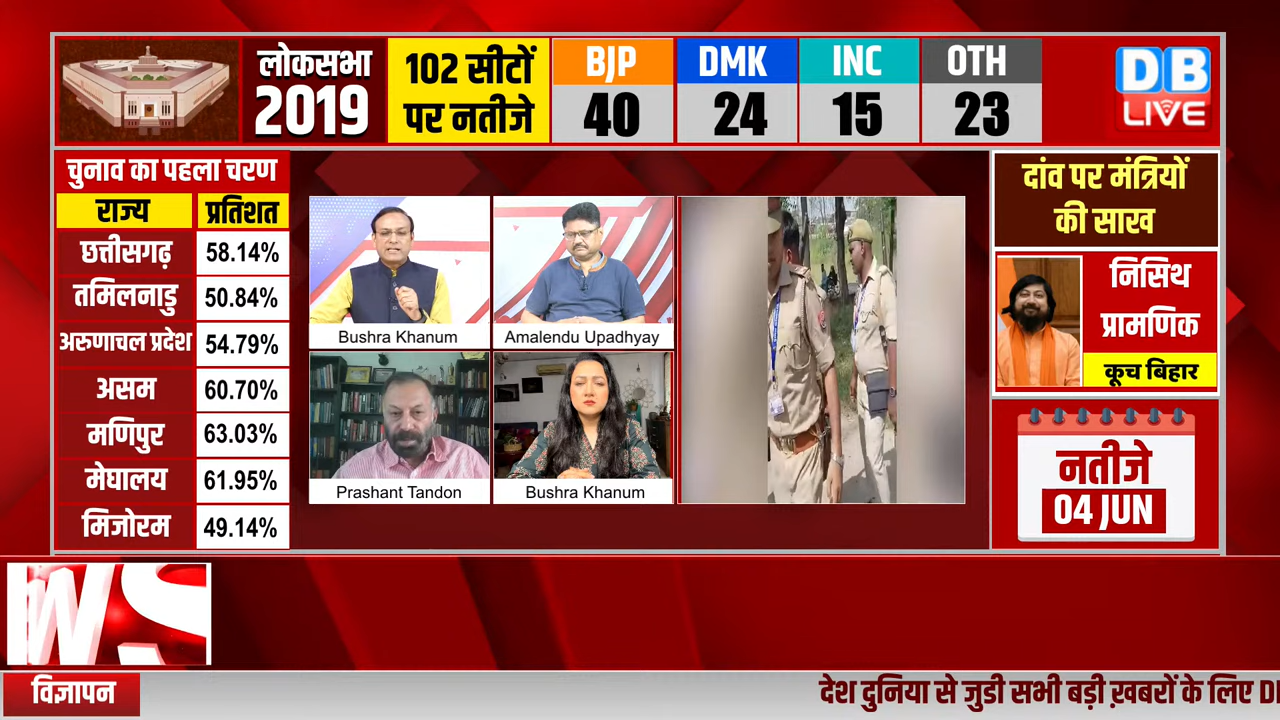 लोकसभा
2019
102 सीटों
पर नतीजे
BJP
40
DMK
24
INC
15
OTH
23
DB
LIVE
चुनाव का पहला चरण
राज्य प्रतिशत
छत्तीसगढ़ 58.14%
तमिलनाडु 50.84%
अरुणाचल प्रदेश 54.79%
असम 60.70%
मणिपुर 63.03%
मेघालय 61.95%
मिजोरम 49.14%
Bushra Khanum
Amalendu Upadhyay
Prashant Tandon
Bushra Khanum
दांव पर मंत्रियों
की साख
निसिथ
प्रामणिक
कूच बिहार
नतीजे
04 JUN
WS
विज्ञापन
देश दुनिया से जुडी सभी बड़ी ख़बरों के लिए